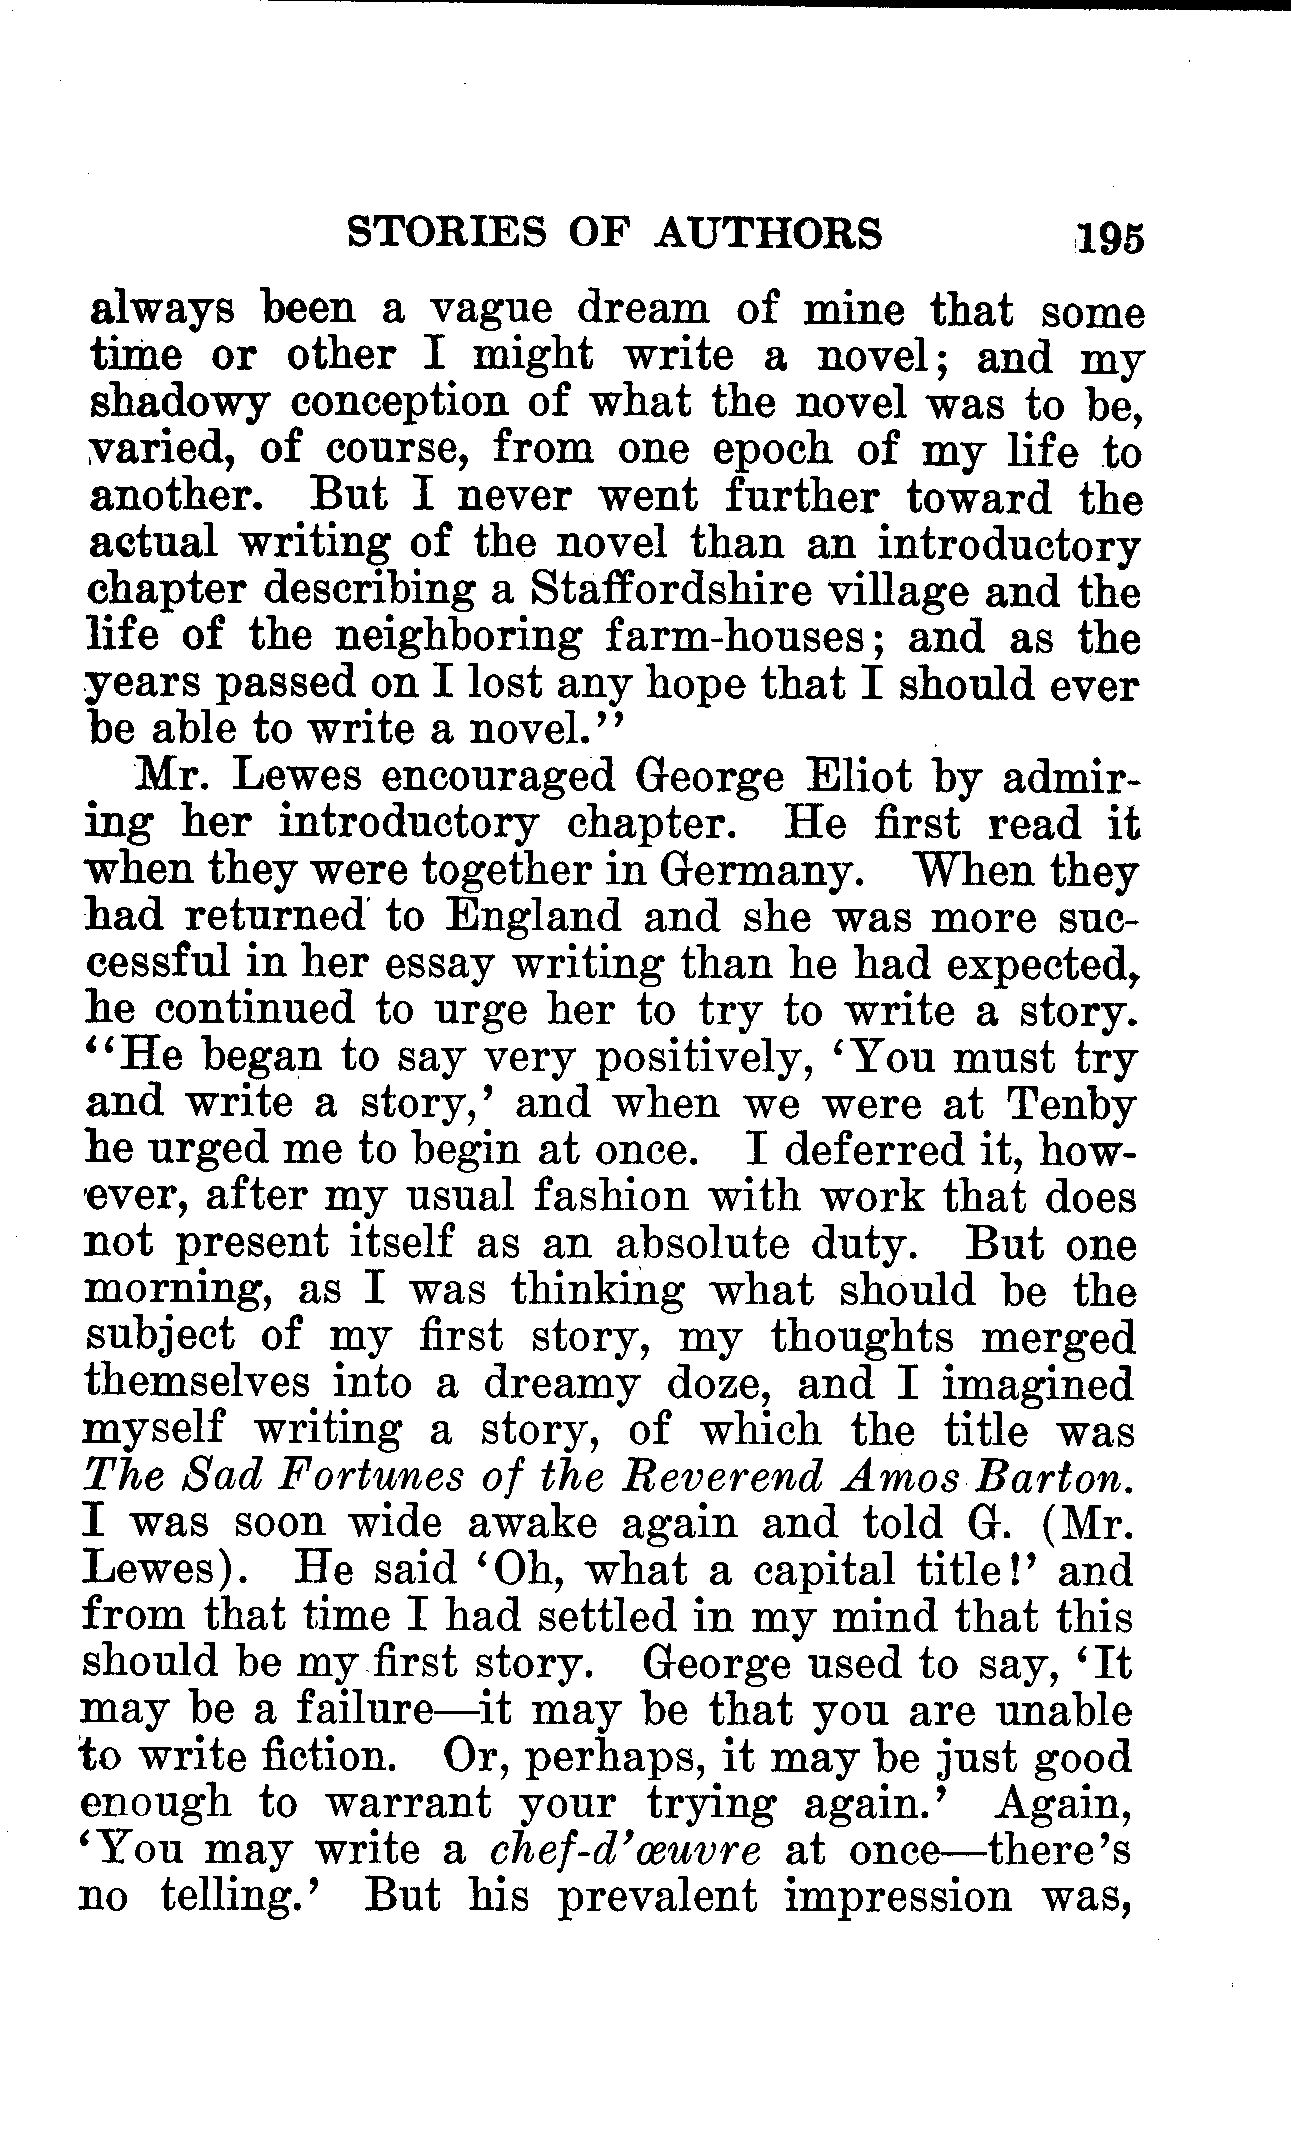 STORIES OF AUTHORS 195
always been a vague dream of mine that some
time or other I might write a novel; and my
shadowy conception of what the novel was to be,
varied, of course, from one epoch of my life to
another. But I never went further toward the
actual writing of the novel than an introductory
chapter describing a Staffordshire village and the
life of the neighboring farm-houses; and as the
years passed on I lost any hope that I should ever
be able to write a novel."
Mr. Lewes encouraged George Eliot by admir-
ing her introductory chapter. He first read it
when they were together in Germany. When they
had returned to England and she was more suc-
cessful in her essay writing than he had expected,
he continued to urge her to try to write a story.
"He began to say very positively, 'You must try
and write a story,' and when we were at Tenby
he urged me to begin at once. I deferred it, how-
ever, after my usual fashion with work that does
not present itself as an absolute duty. But one
morning, as I was thinking what should be the
subject of my first story, my thoughts merged
themselves into a dreamy doze, and I imagined
myself writing a story, of which the title was
The Sad Fortunes of the Reverend Amos Barton.
I was soon wide awake again and told G. (Mr.
Lewes). He said 'Oh, what a capital title!' and
from that time I had settled in my mind that this
should be my first story. George used to say, 'It
may be a failure—it may be that you are unable
to write fiction. Or, perhaps, it may be just good
enough to warrant your trying again.' Again,
'You may write a chef-d'œuvre at once—there's
no telling.' But his prevalent impression was,